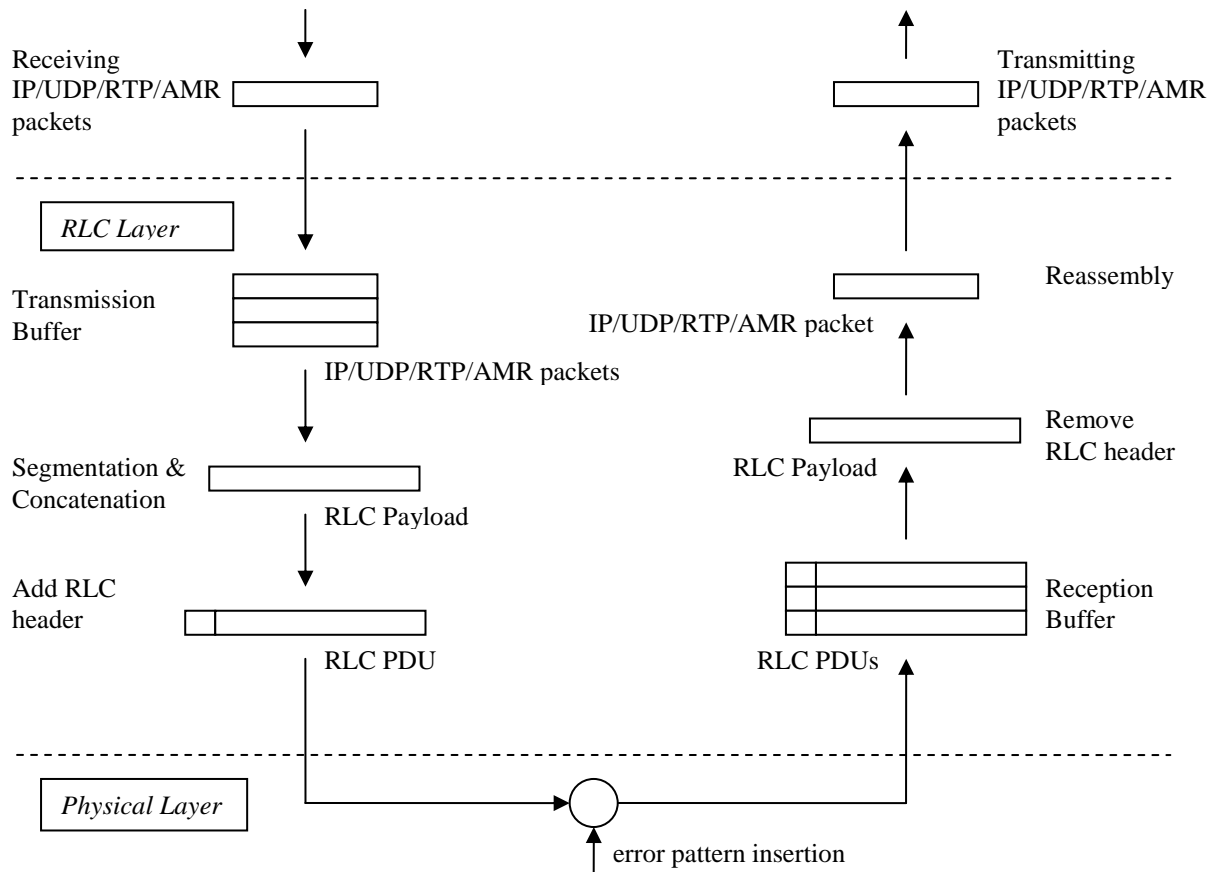 Receiving
IP/UDP/RTP/AMR
packets
Transmitting
IP/UDP/RTP/AMR
packets
RLC Layer
Transmission
Buffer
IP/UDP/RTP/AMR packets
Reassembly
IP/UDP/RTP/AMR packet
Segmentation &
Concatenation
RLC Payload
Remove
RLC header
RLC Payload
Add RLC
header
RLC PDU
Reception
Buffer
RLC PDUs
Physical Layer
error pattern insertion